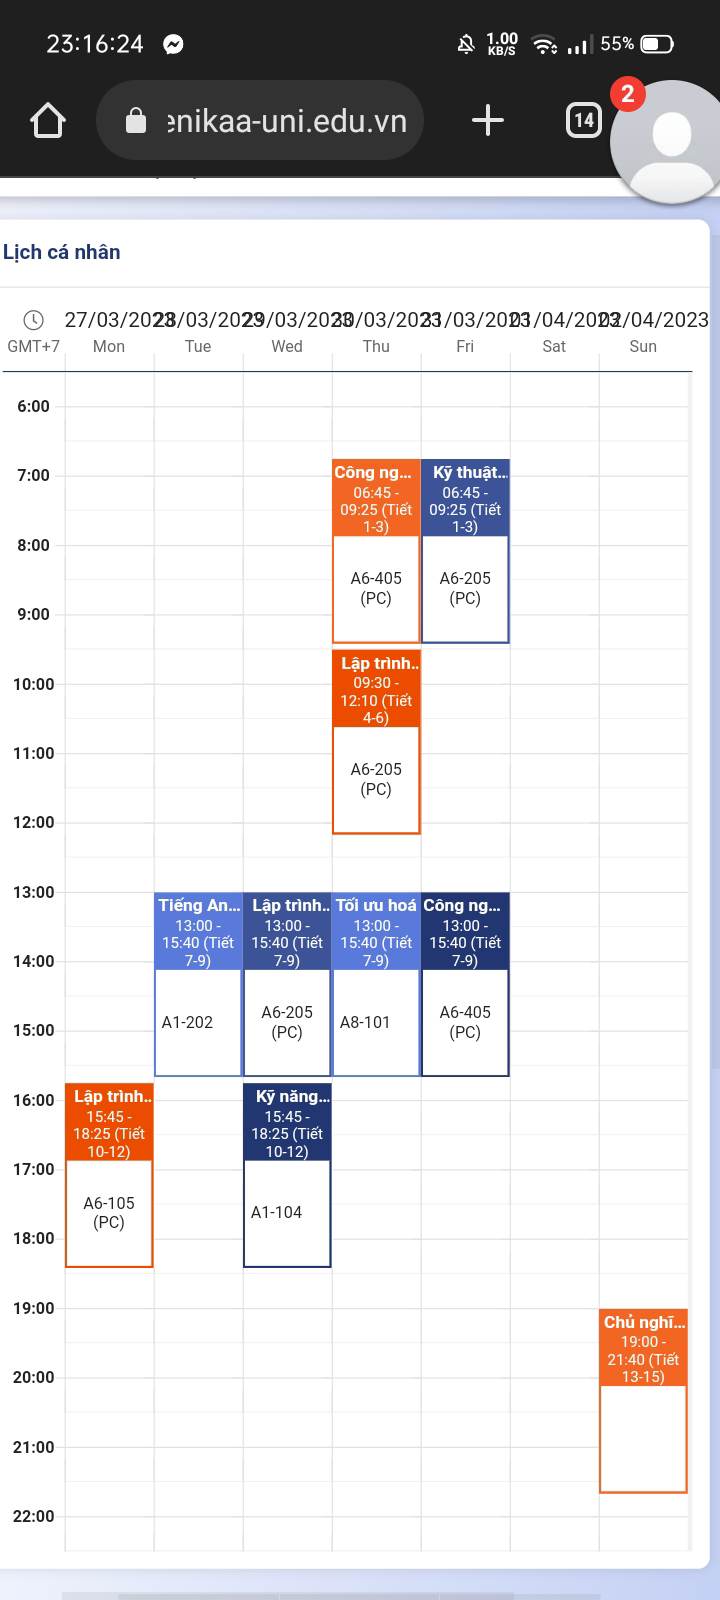 23:16:24
1.00
KB/S
55%
enikaa-uni.edu.vn
14
2
Lịch cá nhân
27/03/2023 28/03/2023 29/03/2023 30/03/2023 31/03/2023 01/04/2023 02/04/2023
GMT+7 Mon Tue Wed Thu Fri Sat Sun
6:00
7:00
Công ng...
06:45 -
09:25 (Tiết
1-3)
A6-405
(PC)
Kỹ thuật...
06:45 -
09:25 (Tiết
1-3)
A6-205
(PC)
8:00
9:00
Lập trình..
09:30 -
12:10 (Tiết
4-6)
A6-205
(PC)
10:00
11:00
12:00
13:00
Tiếng An...
13:00 -
15:40 (Tiết
7-9)
A1-202
Lập trình..
13:00 -
15:40 (Tiết
7-9)
A6-205
(PC)
Tối ưu hoá
13:00 -
15:40 (Tiết
7-9)
A8-101
Công ng...
13:00 -
15:40 (Tiết
7-9)
A6-405
(PC)
14:00
15:00
16:00
Lập trình..
15:45 -
18:25 (Tiết
10-12)
A6-105
(PC)
Kỹ năng...
15:45 -
18:25 (Tiết
10-12)
A1-104
17:00
18:00
19:00
Chủ nghĩ...
19:00 -
21:40 (Tiết
13-15)
20:00
21:00
22:00